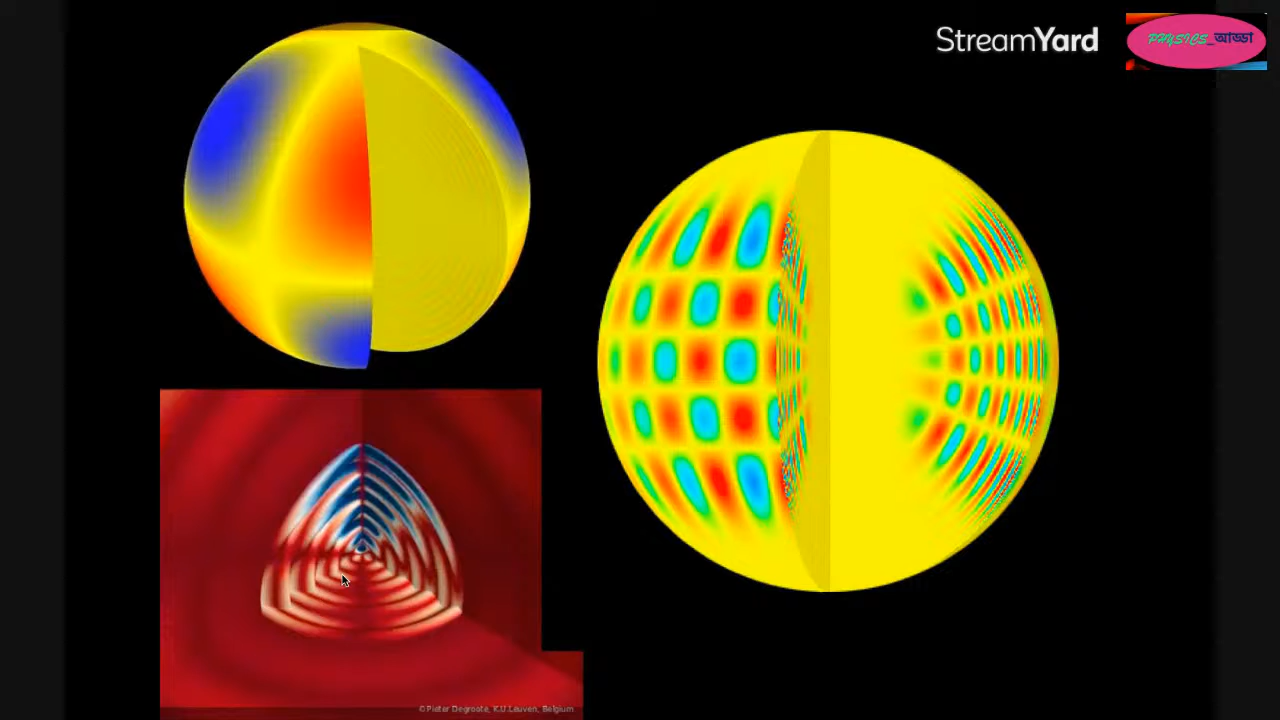 StreamYard
PHYSICS_আড্ডা
©Pieter Degroote, K.U.Leuven, Belgium